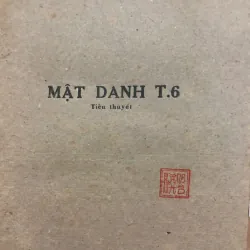 MẬT DANH T.6
Tiểu thuyết